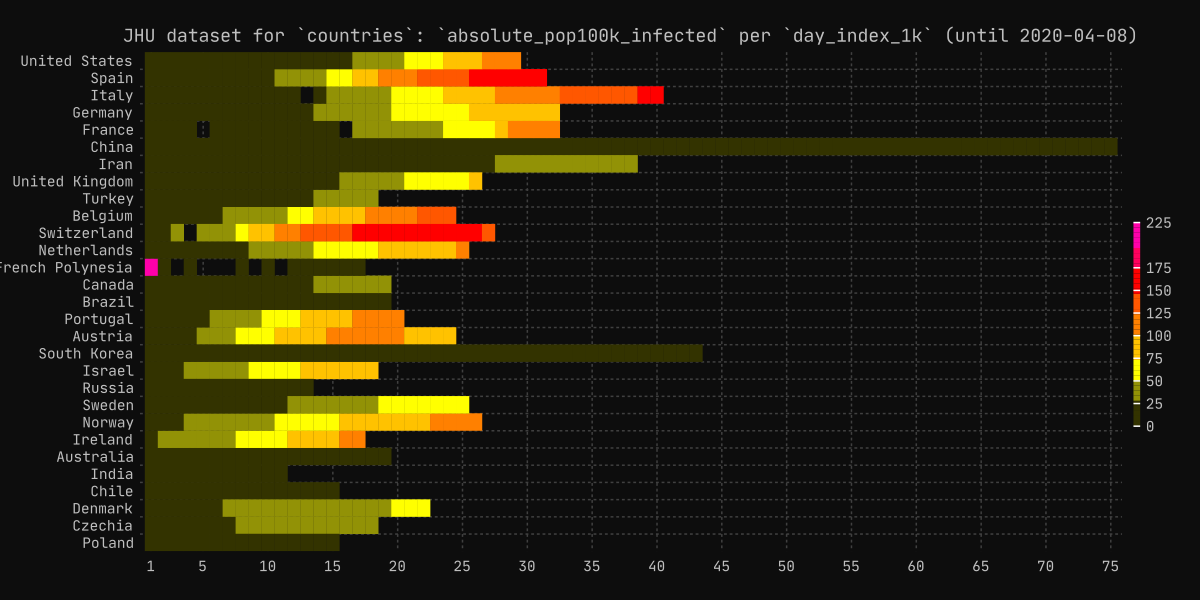 JHU dataset for `countries`: `absolute_pop100k_infected` per `day_index_1k` (until 2020-04-08)
United States
Spain
Italy
Germany
France
China
Iran
United Kingdom
Turkey
Belgium
Switzerland
Netherlands
French Polynesia
Canada
Brazil
Portugal
Austria
South Korea
Israel
Russia
Sweden
Norway
Ireland
Australia
India
Chile
Denmark
Czechia
Poland
1 5 10 15 20 25 30 35 40 45 50 55 60 65 70 75
225
175
150
125
100
75
50
25
0